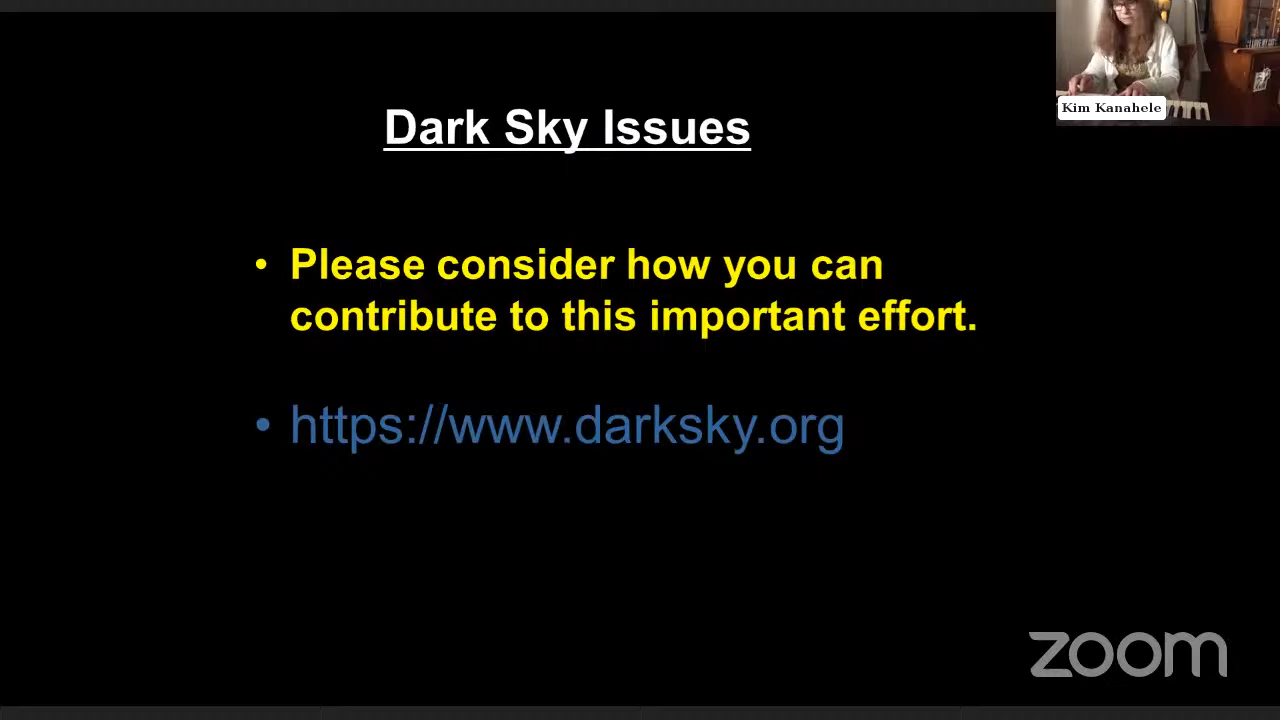 Kim Kanahele
Dark Sky Issues
• Please consider how you can
contribute to this important effort.
• https://www.darksky.org
zoom